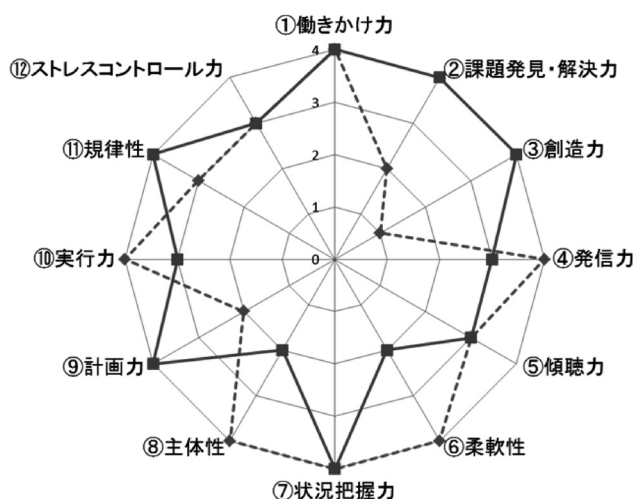 ①働きかけ力
②課題発見・解決力
③創造力
④発信力
⑤傾聴力
⑥柔軟性
⑦状況把握力
⑧主体性
⑨計画力
⑩実行力
⑪規律性
⑫ストレスコントロール力
4
3
2
1
0